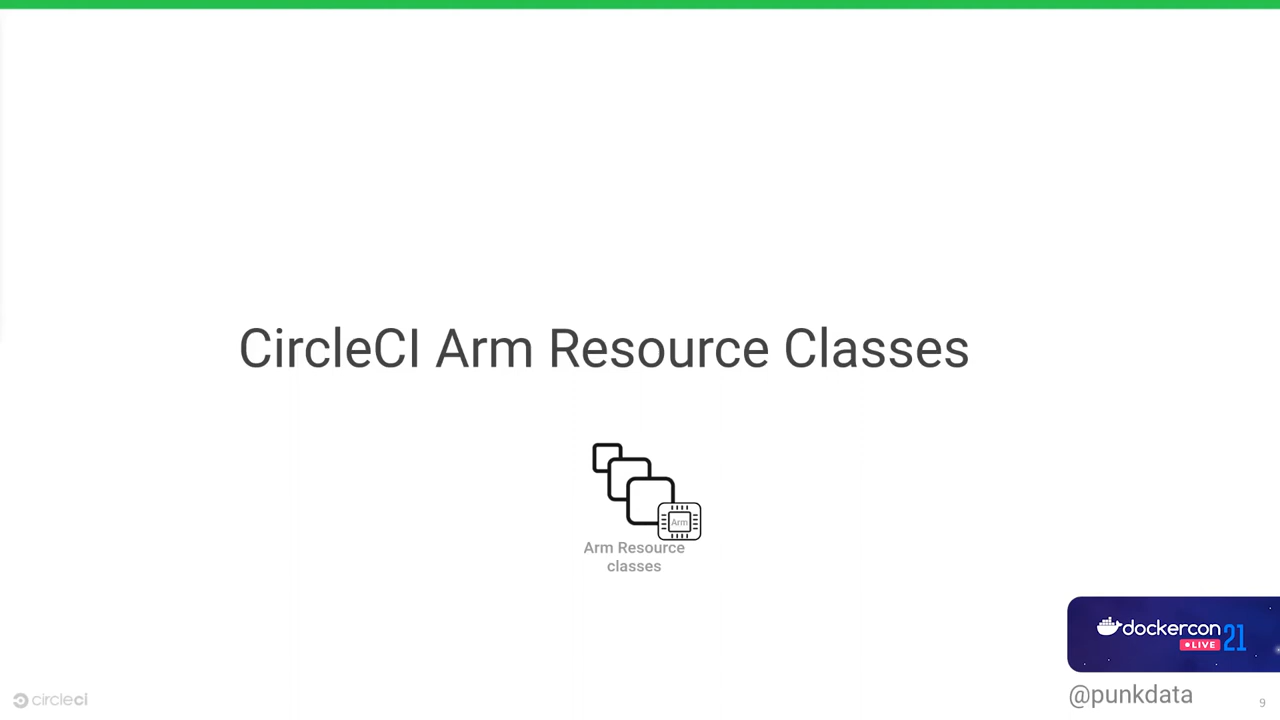 CircleCI Arm Resource Classes
Arm
Arm Resource
classes
dockercon
LIVE
21
@punkdata
circleci
9